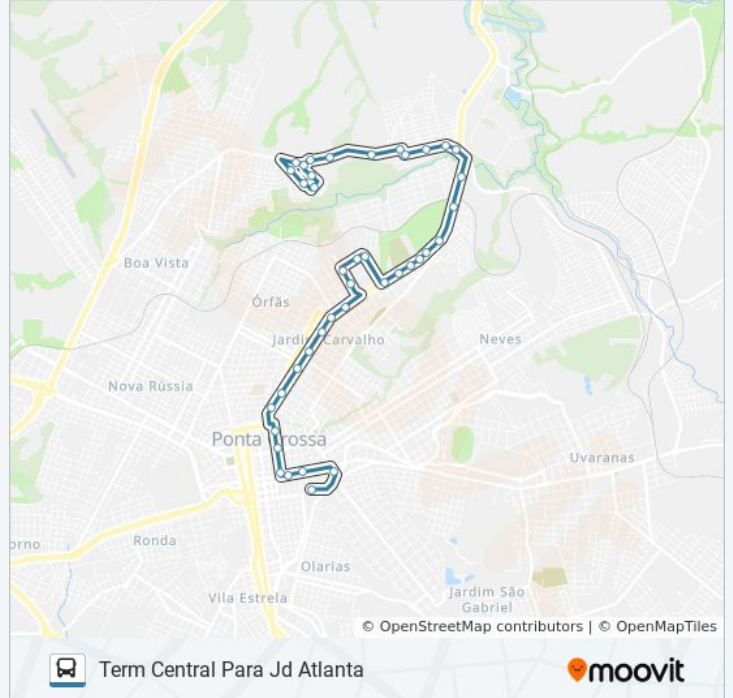 Boa Vista
Órfãs
Jardim Carvalho
Neves
Nova Rússia
Ponta Grossa
Uvaranas
orno
Ronda
Olarias
Vila Estrela
Jardim São
Gabriel
© OpenStreetMap contributors | © OpenMapTiles
Term Central Para Jd Atlanta
moovit